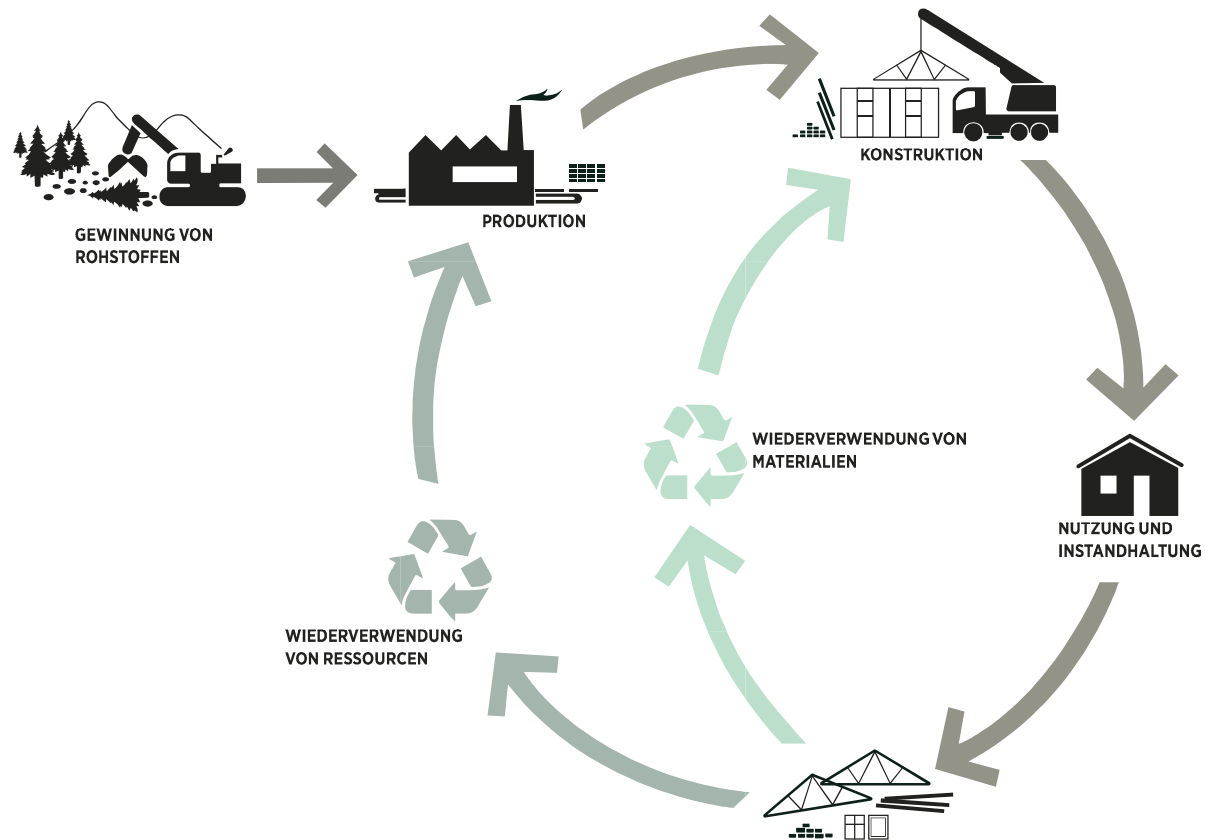 KONSTRUKTION
PRODUKTION
GEWINNUNG VON
ROHSTOFFEN
WIEDERVERWENDUNG VON
MATERIALIEN
NUTZUNG UND
INSTANDHALTUNG
WIEDERVERWENDUNG
VON RESSOURCEN